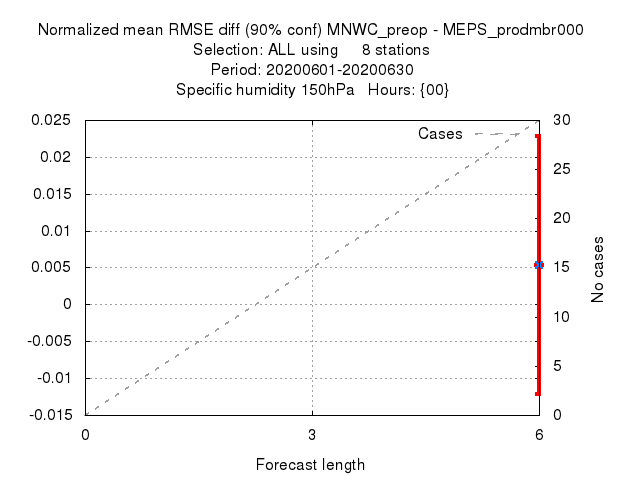 Normalized mean RMSE diff (90% conf) MNWC_preop - MEPS_prodmbr000
Selection: ALL using 8 stations
Period: 20200601-20200630
Specific humidity 150hPa Hours: {00}
Cases
0.025
0.02
0.015
0.01
0.005
0
-0.005
-0.01
-0.015
30
25
20
15
10
5
0
No cases
0
3
6
Forecast length